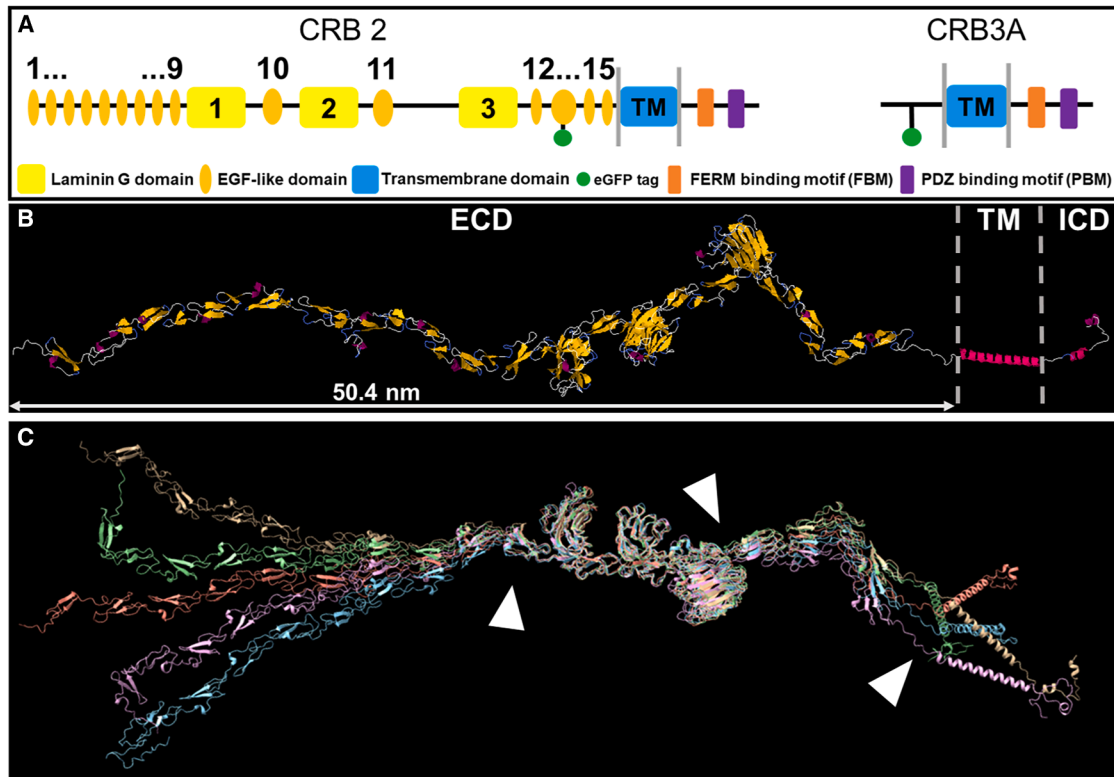 A
CRB 2
CRB3A
1... ...9 10 11 12...15
1 2 3 TM TM
Laminin G domain EGF-like domain Transmembrane domain eGFP tag FERM binding motif (FBM) PDZ binding motif (PBM)
B
ECD TM ICD
50.4 nm
C